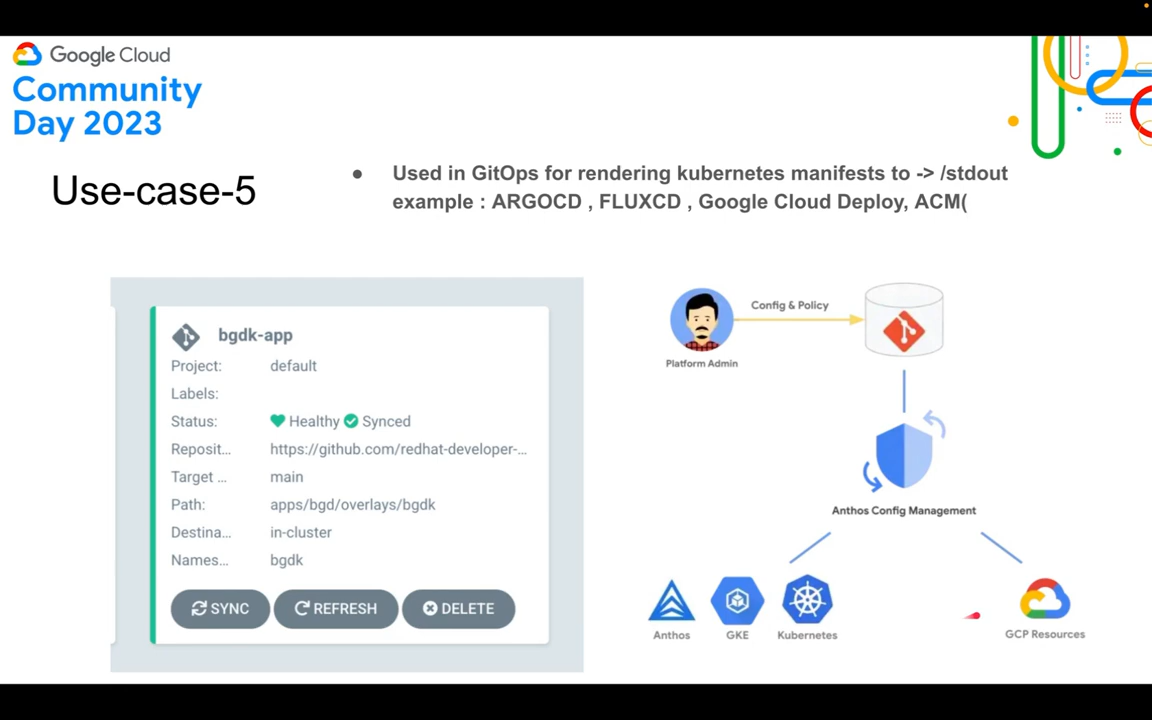 Google Cloud
Community
Day 2023
Use-case-5
● Used in GitOps for rendering kubernetes manifests to -> /stdout
example : ARGOCD , FLUXCD , Google Cloud Deploy, ACM(
bgdk-app
Project: default
Labels:
Status: Healthy Synced
Reposit... https://github.com/redhat-developer-...
Target ... main
Path: apps/bgd/overlays/bgdk
Destina... in-cluster
Names... bgdk
SYNC REFRESH DELETE
Config & Policy
Platform Admin
Anthos Config Management
Anthos GKE Kubernetes GCP Resources